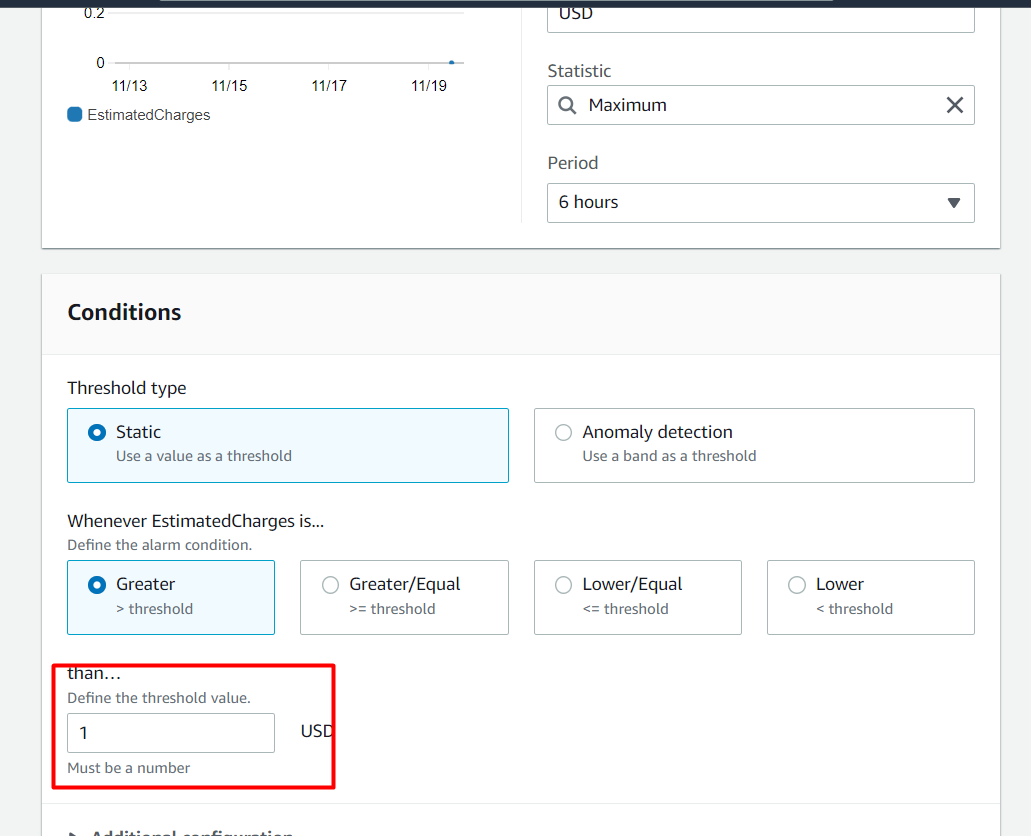 0.2
0
11/13 11/15 11/17 11/19
EstimatedCharges
USD
Statistic
Maximum
Period
6 hours
Conditions
Threshold type
Static
Use a value as a threshold
Anomaly detection
Use a band as a threshold
Whenever EstimatedCharges is...
Define the alarm condition.
Greater
> threshold
Greater/Equal
>= threshold
Lower/Equal
<= threshold
Lower
< threshold
than...
Define the threshold value.
1
USD
Must be a number
Additional configuration